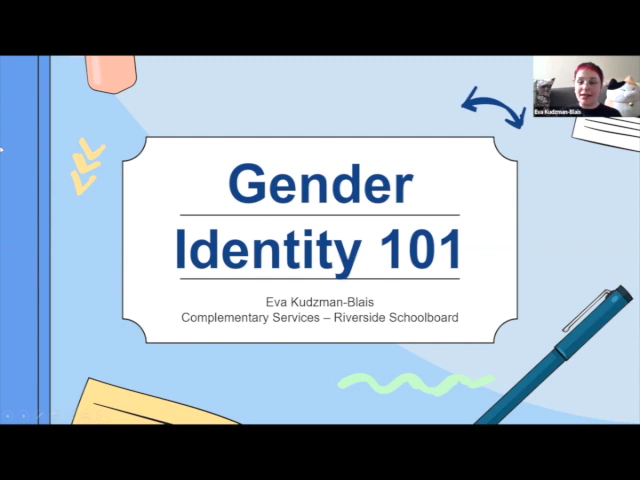 Eva Kudzman-Blais
Gender
Identity 101
Eva Kudzman-Blais
Complementary Services – Riverside Schoolboard